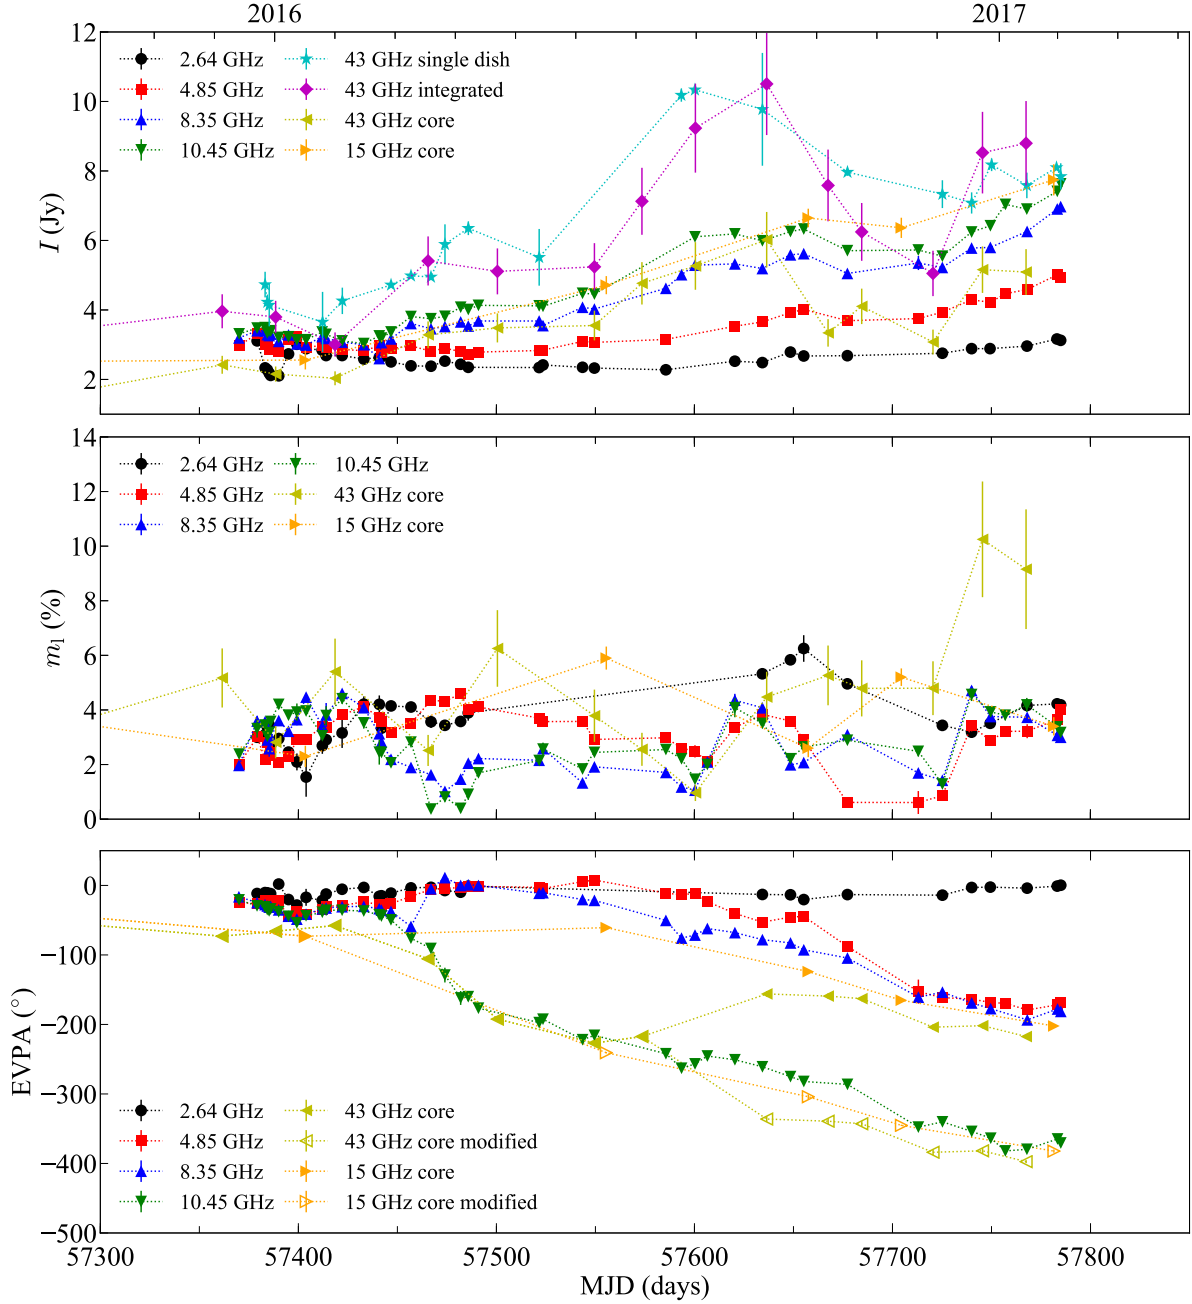 2016 2017
12
10
8
6
4
2
I (Jy)
2.64 GHz 43 GHz single dish
4.85 GHz 43 GHz integrated
8.35 GHz 43 GHz core
10.45 GHz 15 GHz core
14
12
10
8
6
4
2
0
m₁ (%)
2.64 GHz 10.45 GHz
4.85 GHz 43 GHz core
8.35 GHz 15 GHz core
0
−100
−200
−300
−400
−500
EVPA (°)
2.64 GHz 43 GHz core
4.85 GHz 43 GHz core modified
8.35 GHz 15 GHz core
10.45 GHz 15 GHz core modified
57300 57400 57500 57600 57700 57800
MJD (days)